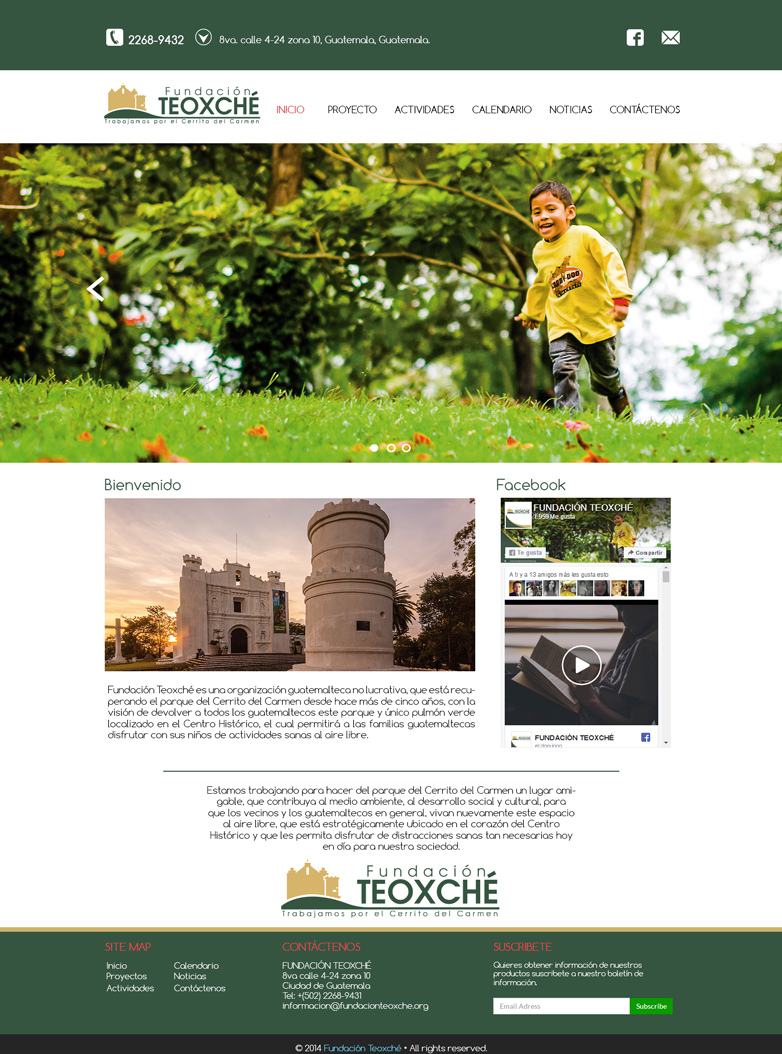 2268-9432
8va. calle 4-24 zona 10, Guatemala, Guatemala.
Fundación
TEOXCHÉ
Trabajamos por el Cerrito del Carmen
INICIO PROYECTO ACTIVIDADES CALENDARIO NOTICIAS CONTÁCTENOS
Bienvenido
Fundación Teoxché es una organización guatemalteca no lucrativa, que está recu-
perando el parque del Cerrito del Carmen desde hace más de cinco años, con la
visión de devolver a todos los guatemaltecos este parque y único pulmón verde
localizado en el Centro Histórico, el cual permitirá a las familias guatemaltecas
disfrutar con sus niños de actividades sanas al aire libre.
Facebook
FUNDACIÓN TEOXCHÉ
1.959 Me gusta
Te gusta
Compartir
A ti y a 13 amigos más les gusta esto
FUNDACIÓN TEOXCHÉ
el domingo
Estamos trabajando para hacer del parque del Cerrito del Carmen un lugar ami-
gable, que contribuya al medio ambiente, al desarrollo social y cultural, para
que los vecinos y los guatemaltecos en general, vivan nuevamente este espacio
al aire libre, que está estratégicamente ubicado en el corazón del Centro
Histórico y que les permita disfrutar de distracciones sanas tan necesarias hoy
en día para nuestra sociedad.
Fundación
TEOXCHÉ
Trabajamos por el Cerrito del Carmen
SITE MAP
Inicio
Proyectos
Actividades
Calendario
Noticias
Contáctenos
CONTÁCTENOS
FUNDACIÓN TEOXCHÉ
8va calle 4-24 zona 10
Ciudad de Guatemala
Tel: +(502) 2268-9431
informacion@fundacionteoxche.org
SUSCRIBETE
Quieres obtener información de nuestros
productos suscribete a nuestro boletín de
información.
Email Adress
Subscribe
© 2014 Fundación Teoxché • All rights reserved.